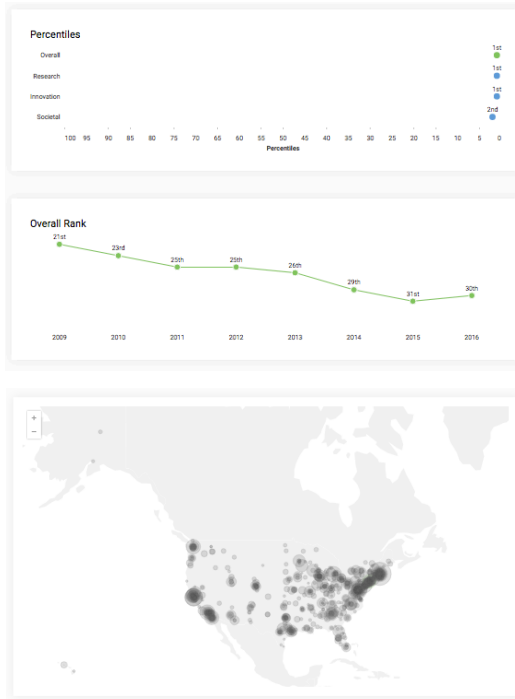 Percentiles
1st
Overall
1st
Research
1st
Innovation
2nd
Societal
100 95 90 85 80 75 70 65 60 55 50 45 40 35 30 25 20 15 10 5 0
Percentiles
Overall Rank
21st
23rd
25th 25th 26th
29th
31st 30th
2009 2010 2011 2012 2013 2014 2015 2016
+
−